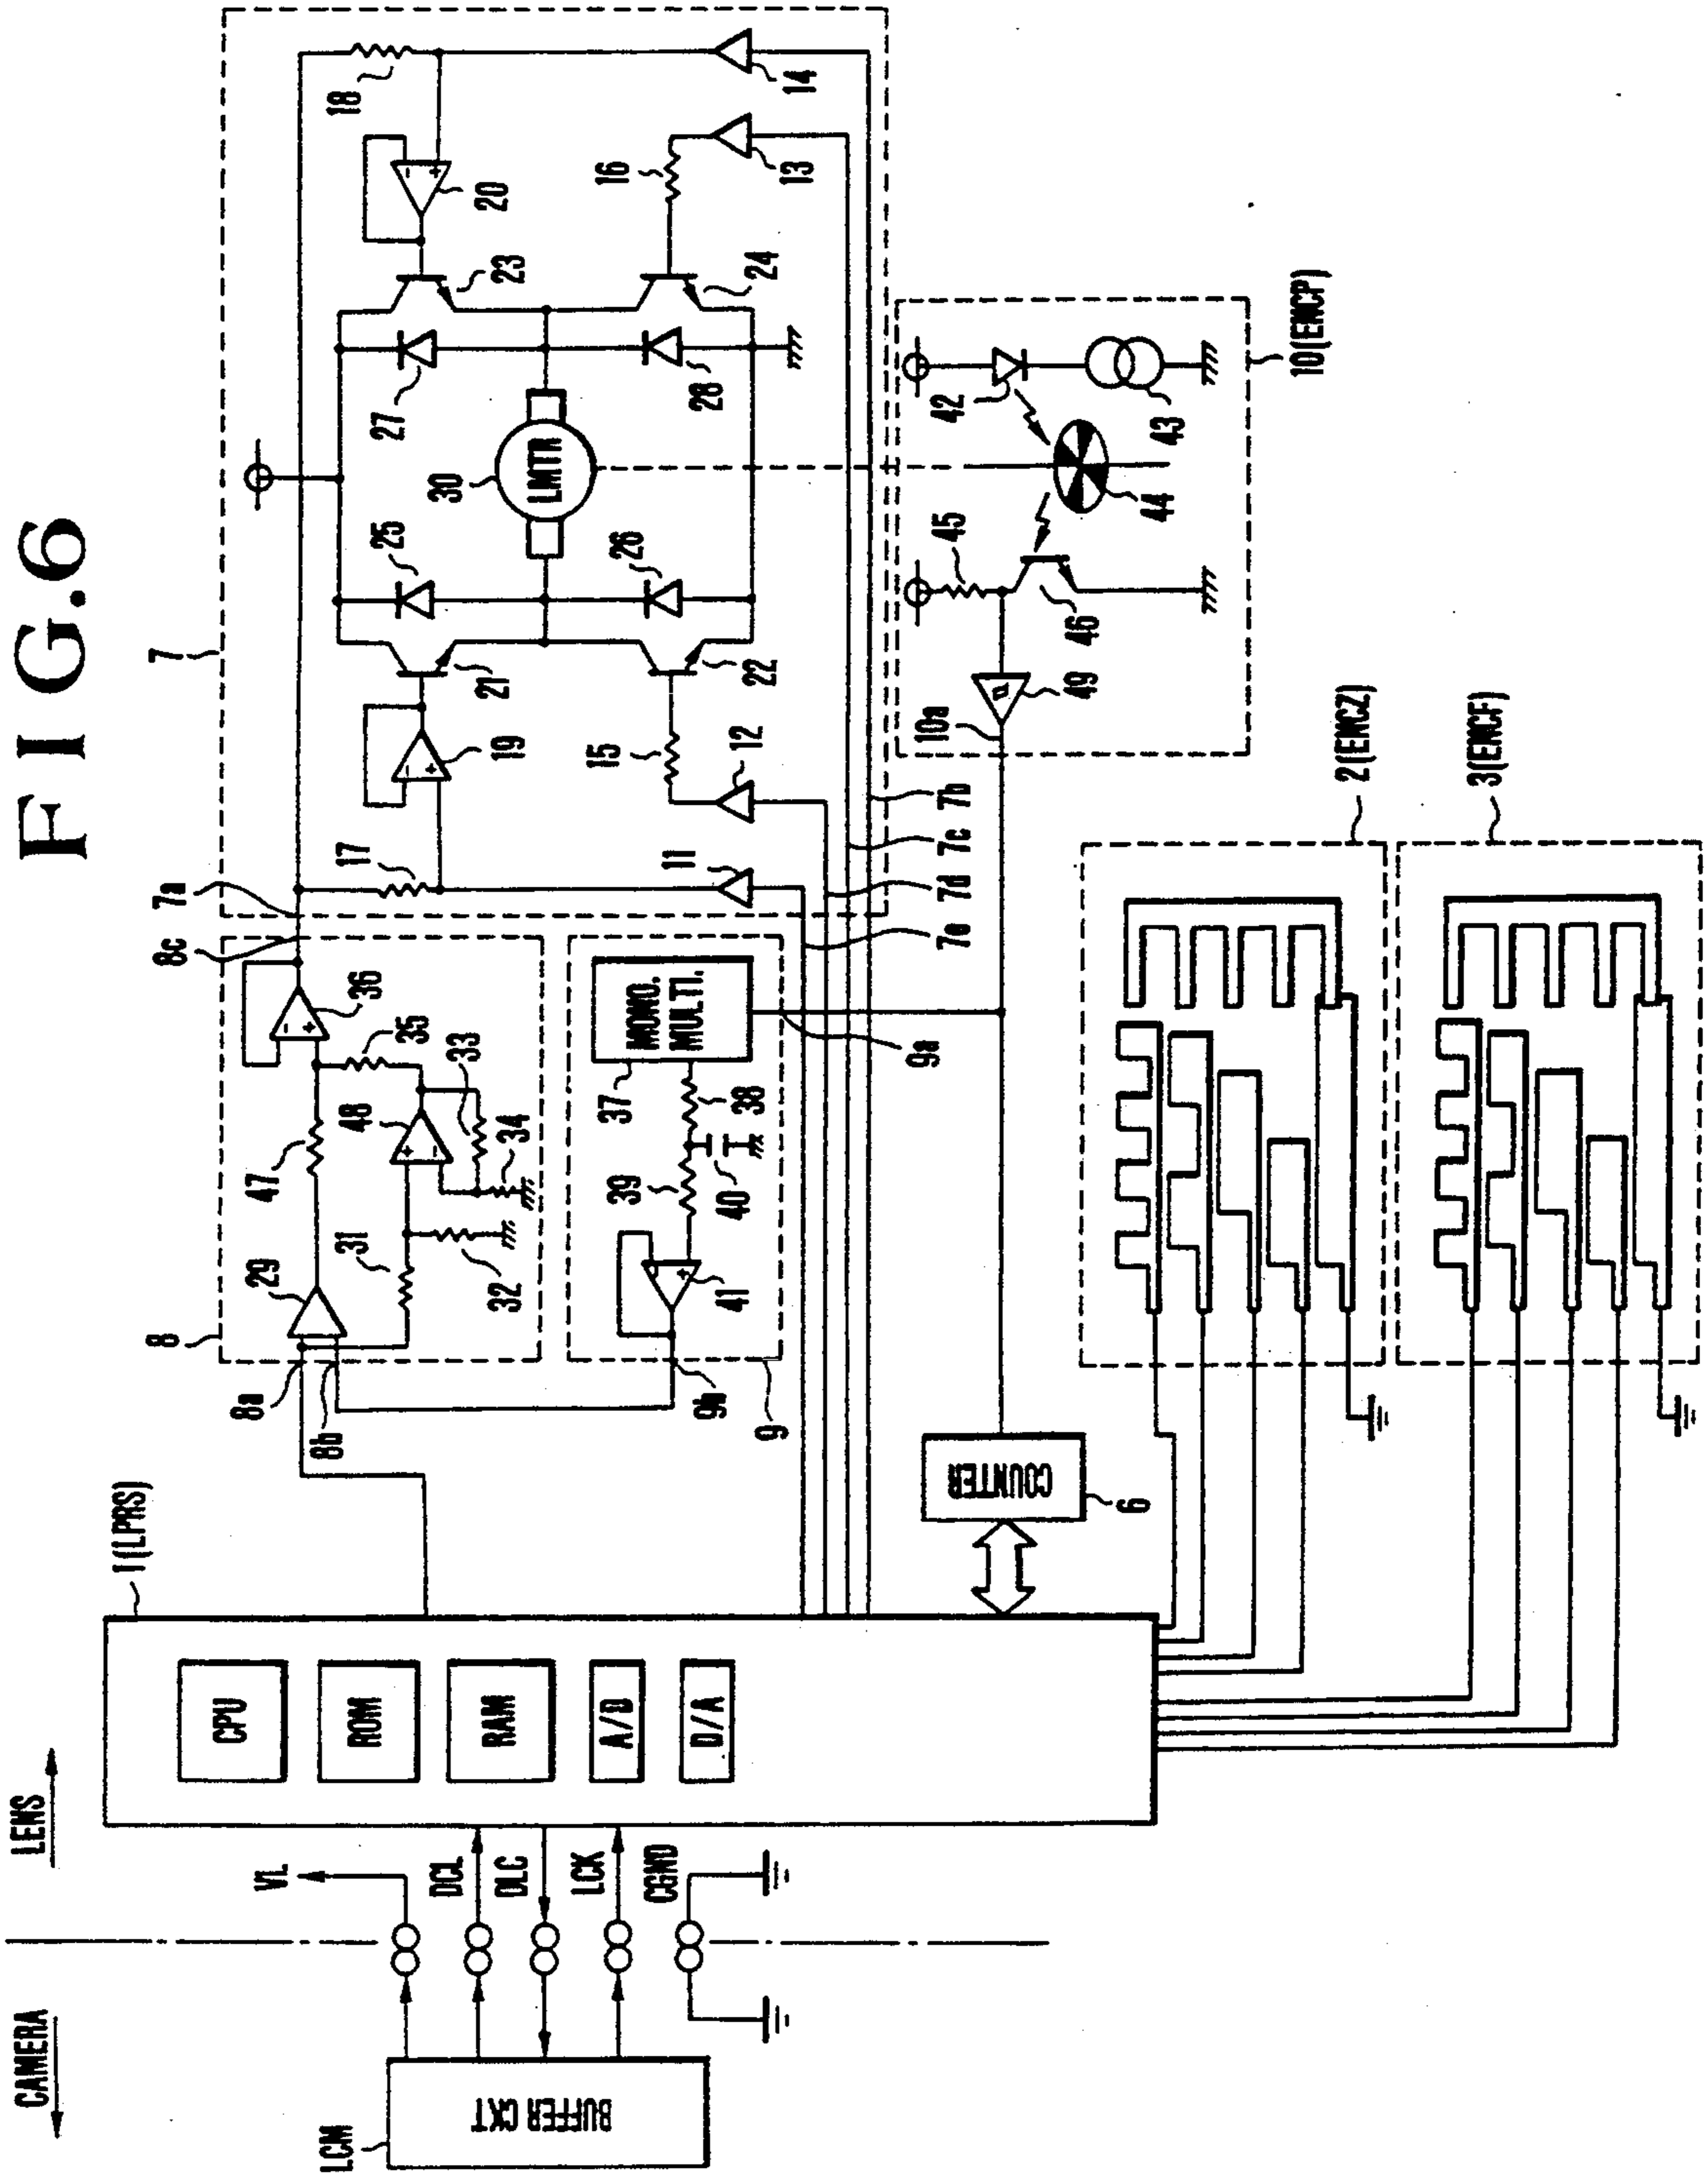 FIG.6
CAMERA
LENS
LCM
BUFFER CKT
VL
DCL
DLC
LCK
CGND
1(LPRS)
CPU
ROM
RAM
A/D
D/A
8
8a
8b
29
31
32
47
48
33
34
35
36
8c
7a
7
9
9b
41
39
40
38
37
MONO.
MULTI.
9a
17
11
19
15
12
21
22
25
26
30
LMTR
27
28
23
24
20
16
18
13
14
7e
7d
7c
7b
COUNTER
6
10a
49
45
46
44
42
43
10(ENCP)
2(ENCZ)
3(ENCF)